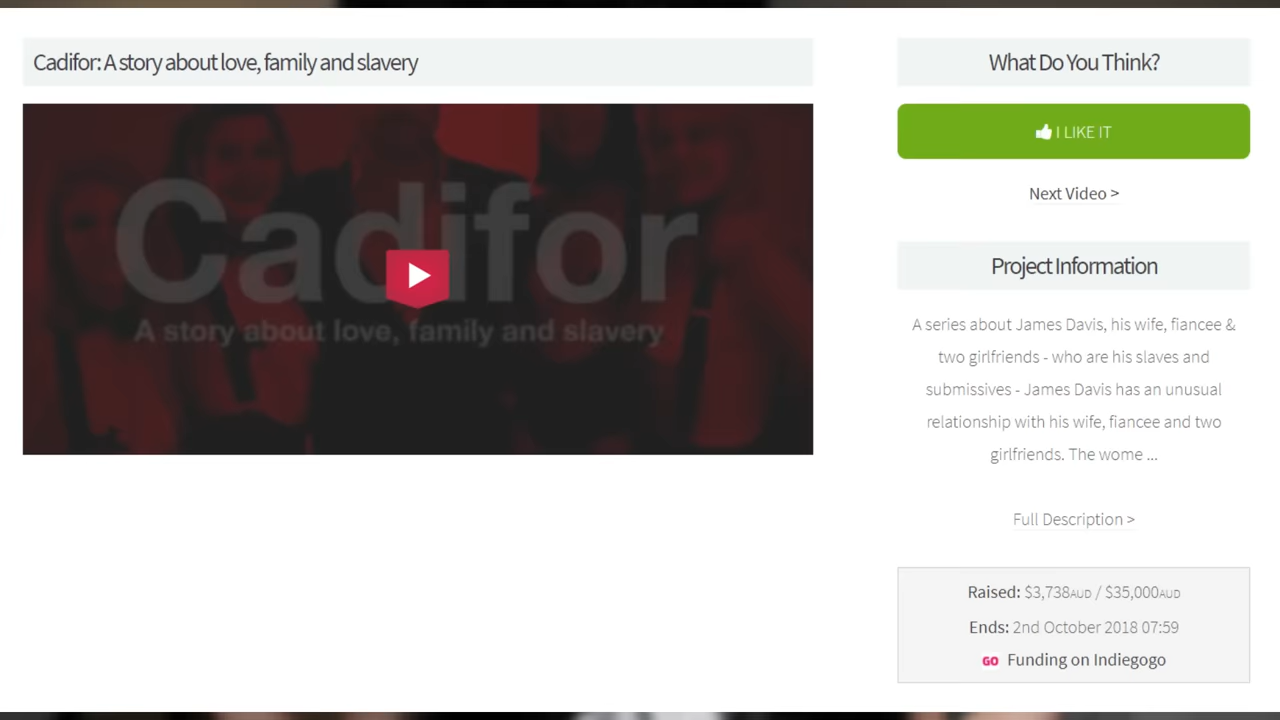 Cadifor: A story about love, family and slavery
Cadifor
A story about love, family and slavery
What Do You Think?
I LIKE IT
Next Video >
Project Information
A series about James Davis, his wife, fiancee &
two girlfriends - who are his slaves and
submissives - James Davis has an unusual
relationship with his wife, fiancee and two
girlfriends. The wome ...
Full Description >
Raised: $3,738AUD / $35,000AUD
Ends: 2nd October 2018 07:59
GO Funding on Indiegogo